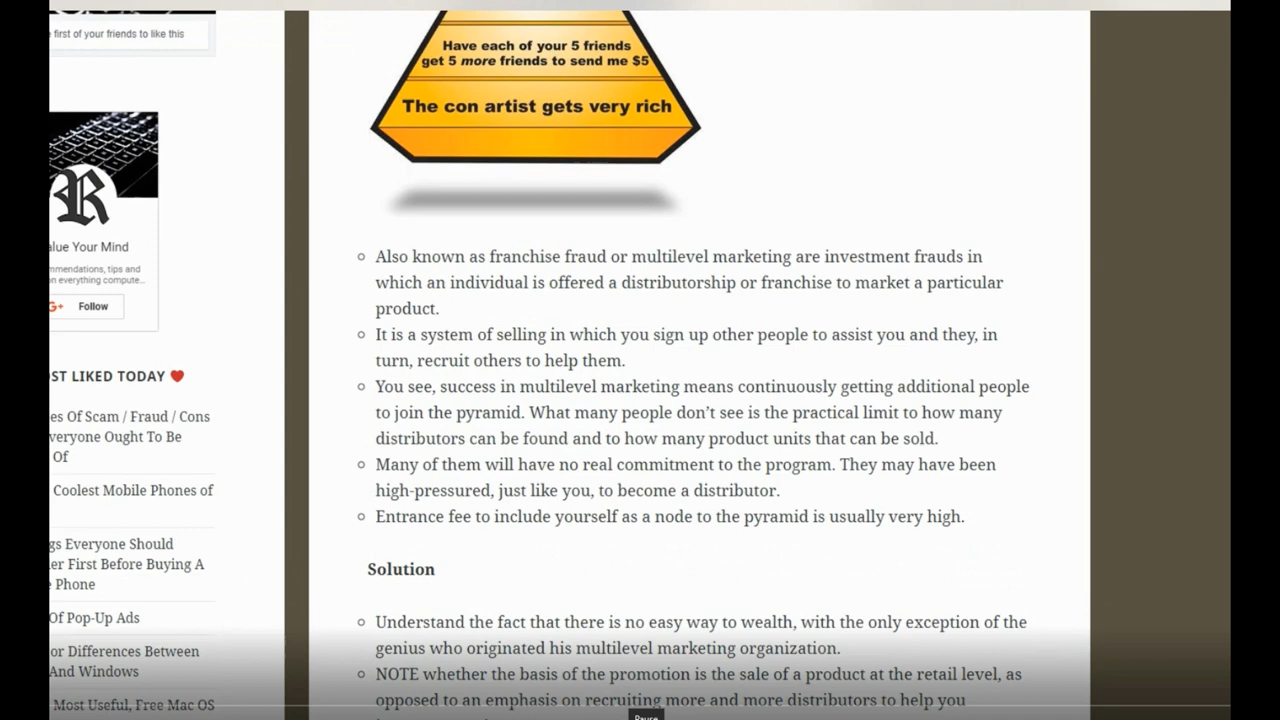 first of your friends to like this
alue Your Mind
mmendations, tips and
n everything compute...
G+ Follow
ST LIKED TODAY
es Of Scam / Fraud / Cons
veryone Ought To Be
Of
Coolest Mobile Phones of
gs Everyone Should
er First Before Buying A
Phone
Of Pop-Up Ads
or Differences Between
And Windows
Most Useful, Free Mac OS
Have each of your 5 friends
get 5 more friends to send me $5
The con artist gets very rich
Also known as franchise fraud or multilevel marketing are investment frauds in
which an individual is offered a distributorship or franchise to market a particular
product.
It is a system of selling in which you sign up other people to assist you and they, in
turn, recruit others to help them.
You see, success in multilevel marketing means continuously getting additional people
to join the pyramid. What many people don’t see is the practical limit to how many
distributors can be found and to how many product units that can be sold.
Many of them will have no real commitment to the program. They may have been
high-pressured, just like you, to become a distributor.
Entrance fee to include yourself as a node to the pyramid is usually very high.
Solution
Understand the fact that there is no easy way to wealth, with the only exception of the
genius who originated his multilevel marketing organization.
NOTE whether the basis of the promotion is the sale of a product at the retail level, as
opposed to an emphasis on recruiting more and more distributors to help you
Pause